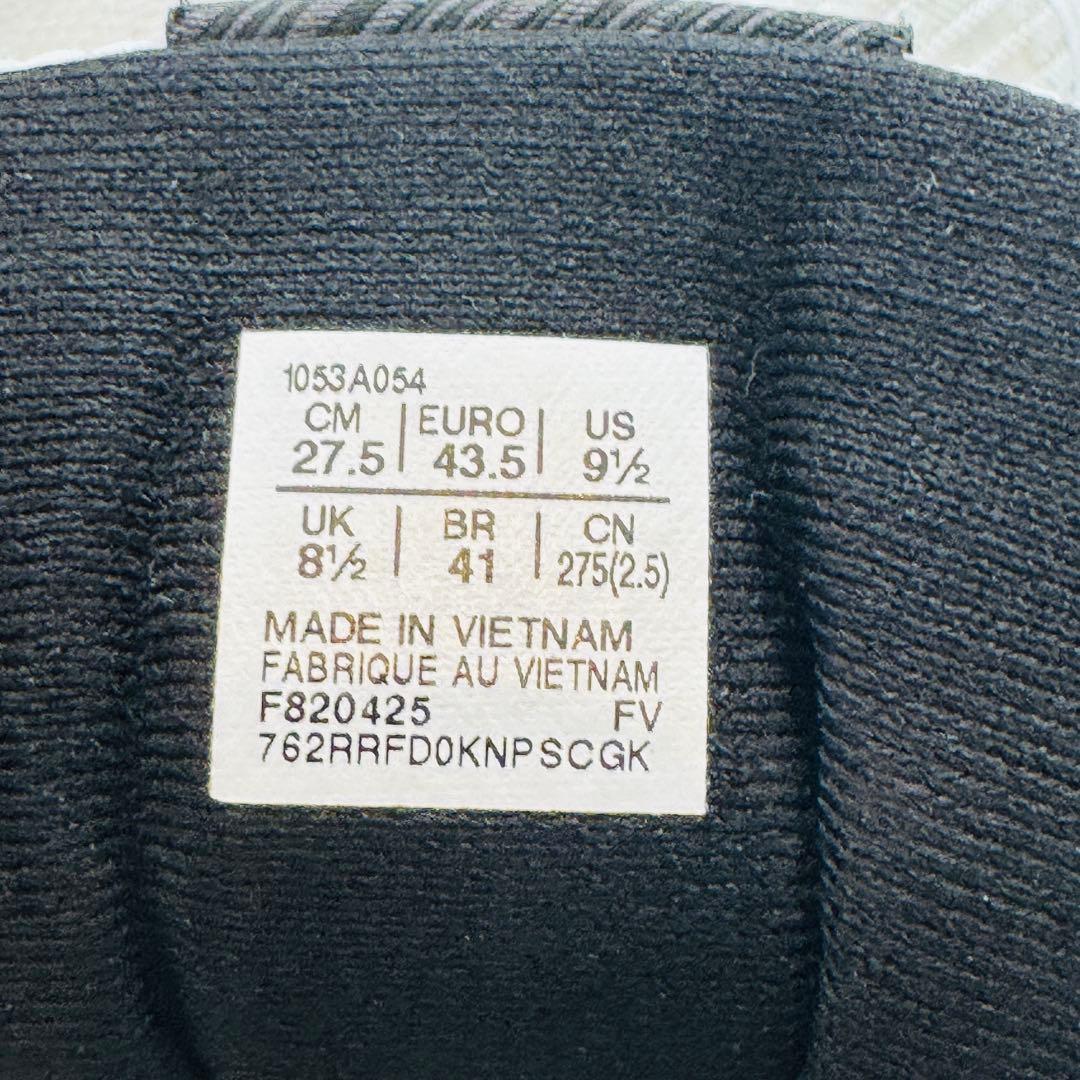 1053A054
CM | EURO | US
27.5 | 43.5 | 9½
UK | BR | CN
8½ | 41 | 275(2.5)
MADE IN VIETNAM
FABRIQUE AU VIETNAM
F820425 FV
762RRFD0KNPSCGK